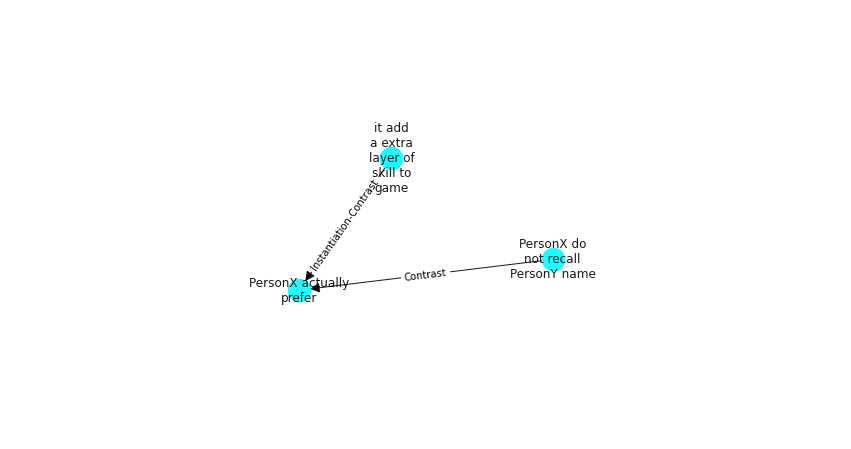 it add
a extra
layer of
skill to
game
Instantiation-Contrast
PersonX do
not recall
PersonY name
Contrast
PersonX actually
prefer